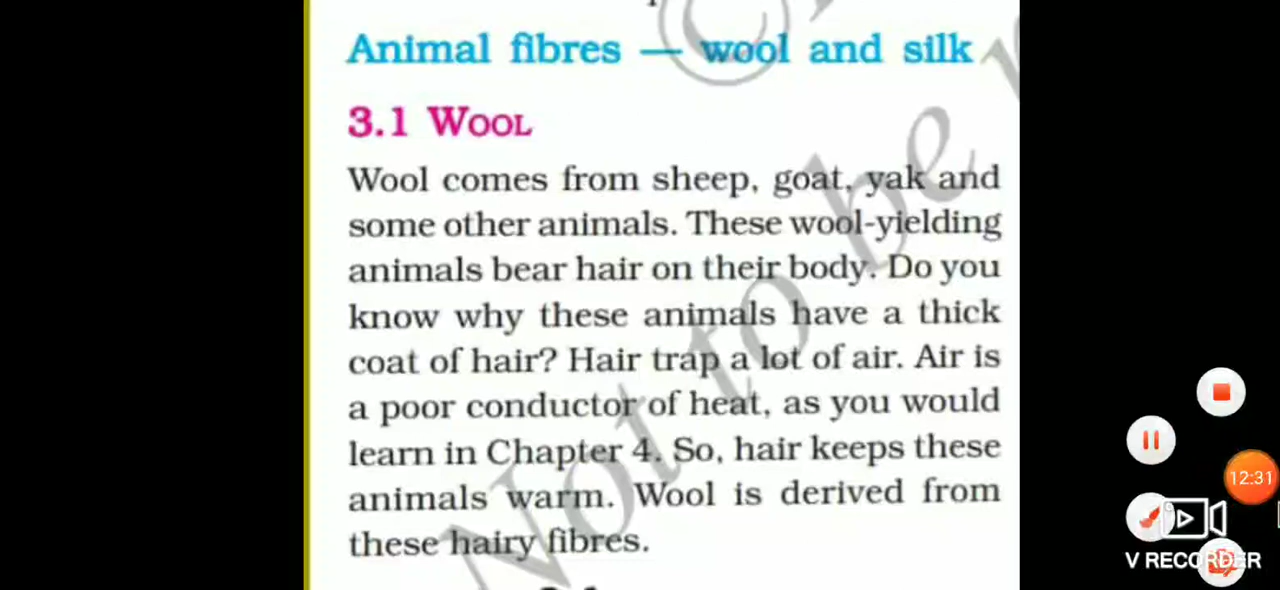 Animal fibres — wool and silk
3.1 WOOL
Wool comes from sheep, goat, yak and
some other animals. These wool-yielding
animals bear hair on their body. Do you
know why these animals have a thick
coat of hair? Hair trap a lot of air. Air is
a poor conductor of heat, as you would
learn in Chapter 4. So, hair keeps these
animals warm. Wool is derived from
these hairy fibres.
Not to be
12:31
V RECORDER